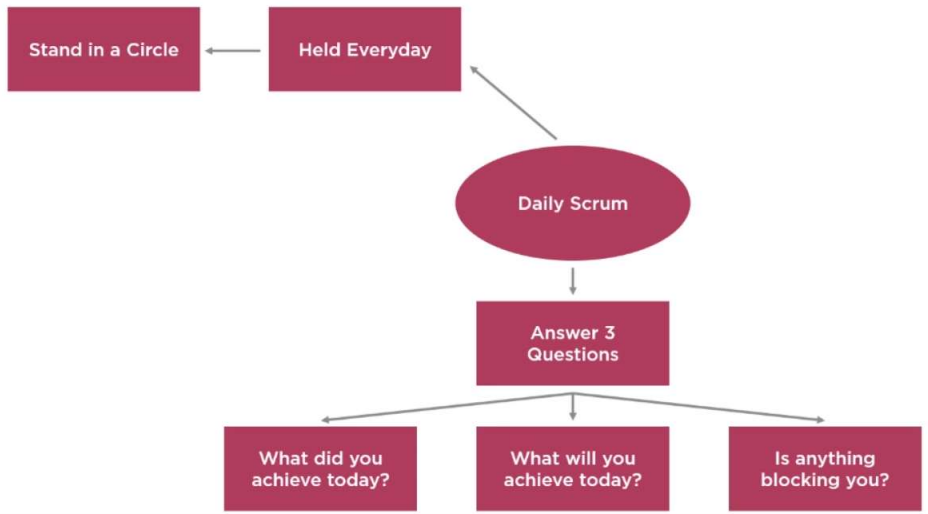 Stand in a Circle
Held Everyday
Daily Scrum
Answer 3
Questions
What did you
achieve today?
What will you
achieve today?
Is anything
blocking you?